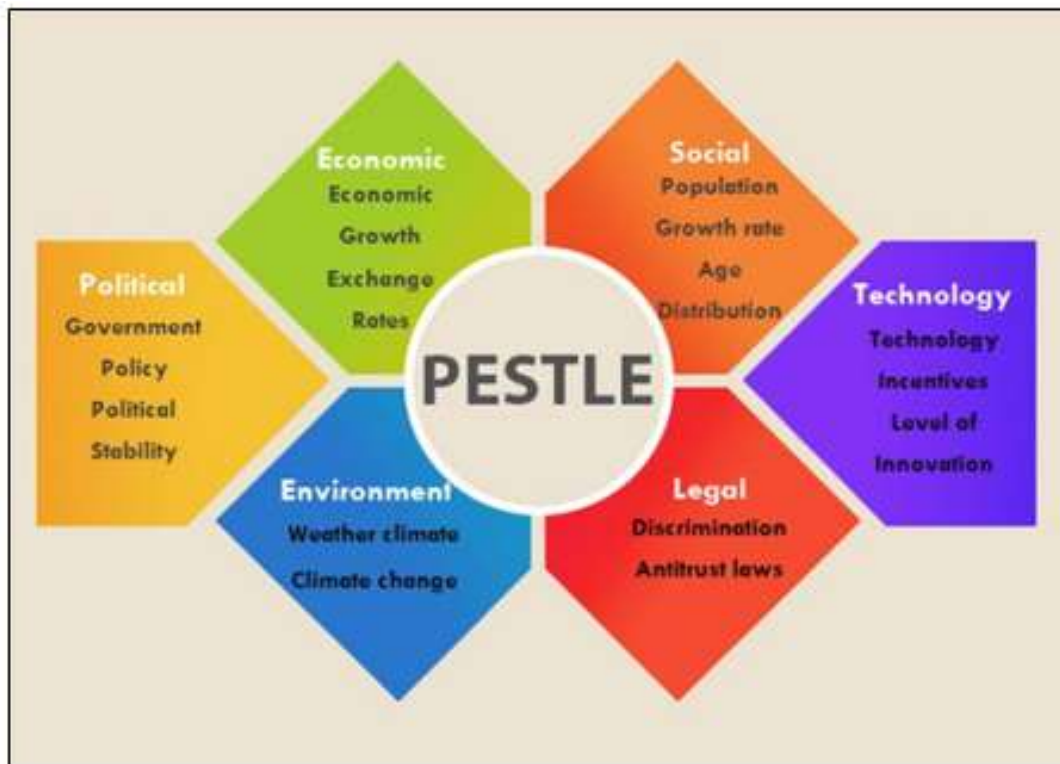 Political
Government
Policy
Political
Stability
Economic
Economic
Growth
Exchange
Rates
Social
Population
Growth rate
Age
Distribution
Technology
Technology
Incentives
Level of
Innovation
PESTLE
Environment
Weather climate
Climate change
Legal
Discrimination
Antitrust laws